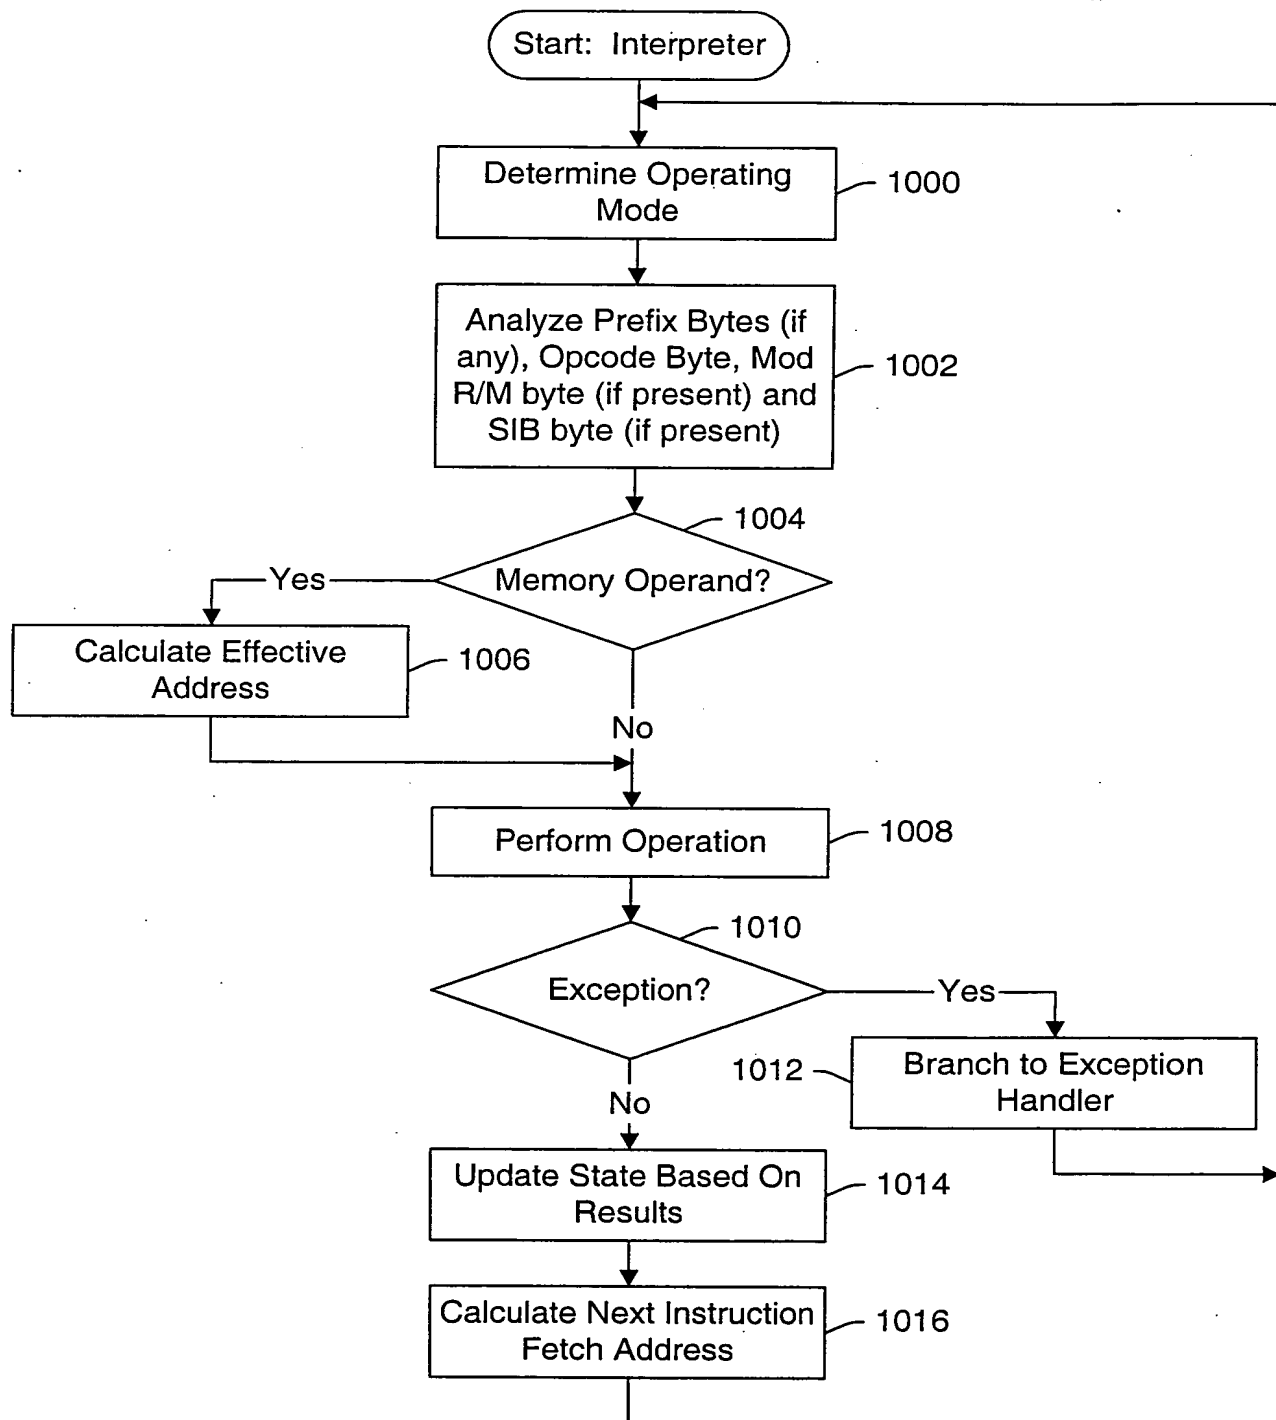 Start: Interpreter
Determine Operating
Mode
1000
Analyze Prefix Bytes (if
any), Opcode Byte, Mod
R/M byte (if present) and
SIB byte (if present)
1002
1004
Memory Operand?
Yes
Calculate Effective
Address
1006
No
Perform Operation
1008
1010
Exception?
Yes
1012
Branch to Exception
Handler
No
Update State Based On
Results
1014
Calculate Next Instruction
Fetch Address
1016